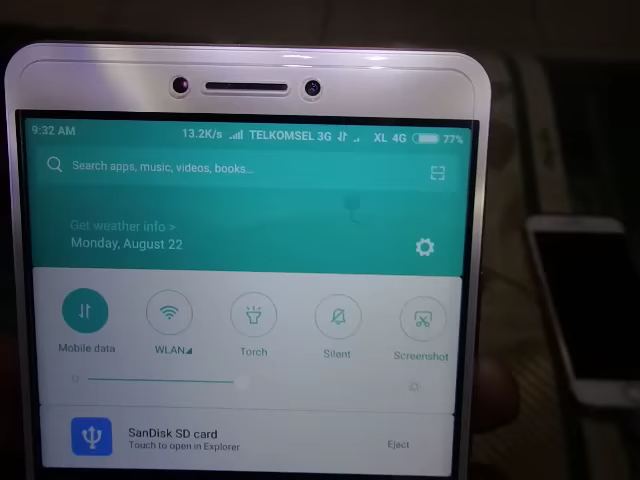 9:32 AM 13.2K/s TELKOMSEL 3G XL 4G 77%
Search apps, music, videos, books...
Get weather info >
Monday, August 22
Mobile data WLAN Torch Silent Screenshot
SanDisk SD card
Touch to open in Explorer
Eject